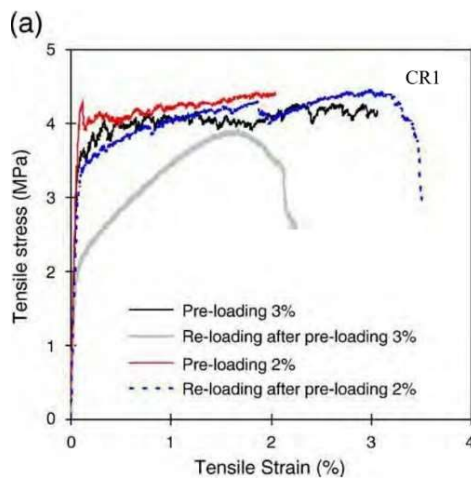 (a)
5
CR1
4
3
2
1
0
Tensile stress (MPa)
Pre-loading 3%
Re-loading after pre-loading 3%
Pre-loading 2%
Re-loading after pre-loading 2%
0 1 2 3 4
Tensile Strain (%)